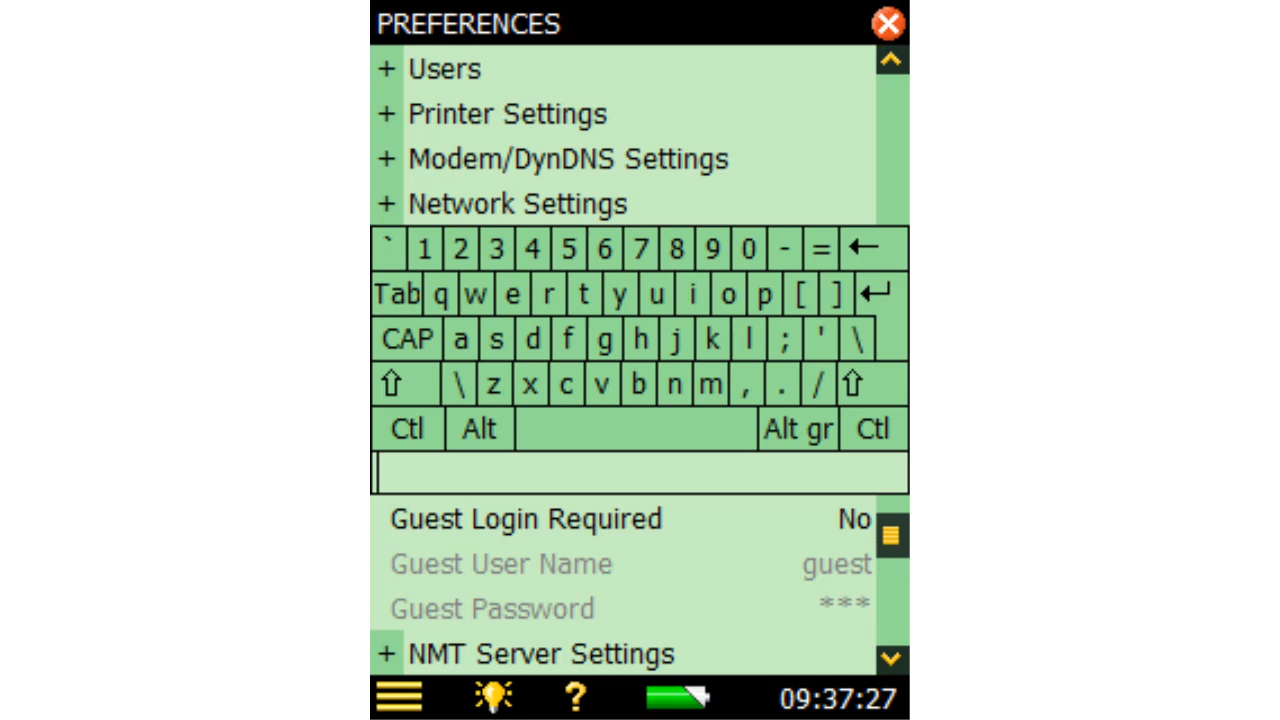 PREFERENCES
+ Users
+ Printer Settings
+ Modem/DynDNS Settings
+ Network Settings
` 1 2 3 4 5 6 7 8 9 0 - = ←
Tab q w e r t y u i o p [ ] ↵
CAP a s d f g h j k l ; ' \
⇧ \ z x c v b n m , . / ⇧
Ctl Alt Alt gr Ctl
Guest Login Required No
Guest User Name guest
Guest Password ***
+ NMT Server Settings
? 09:37:27